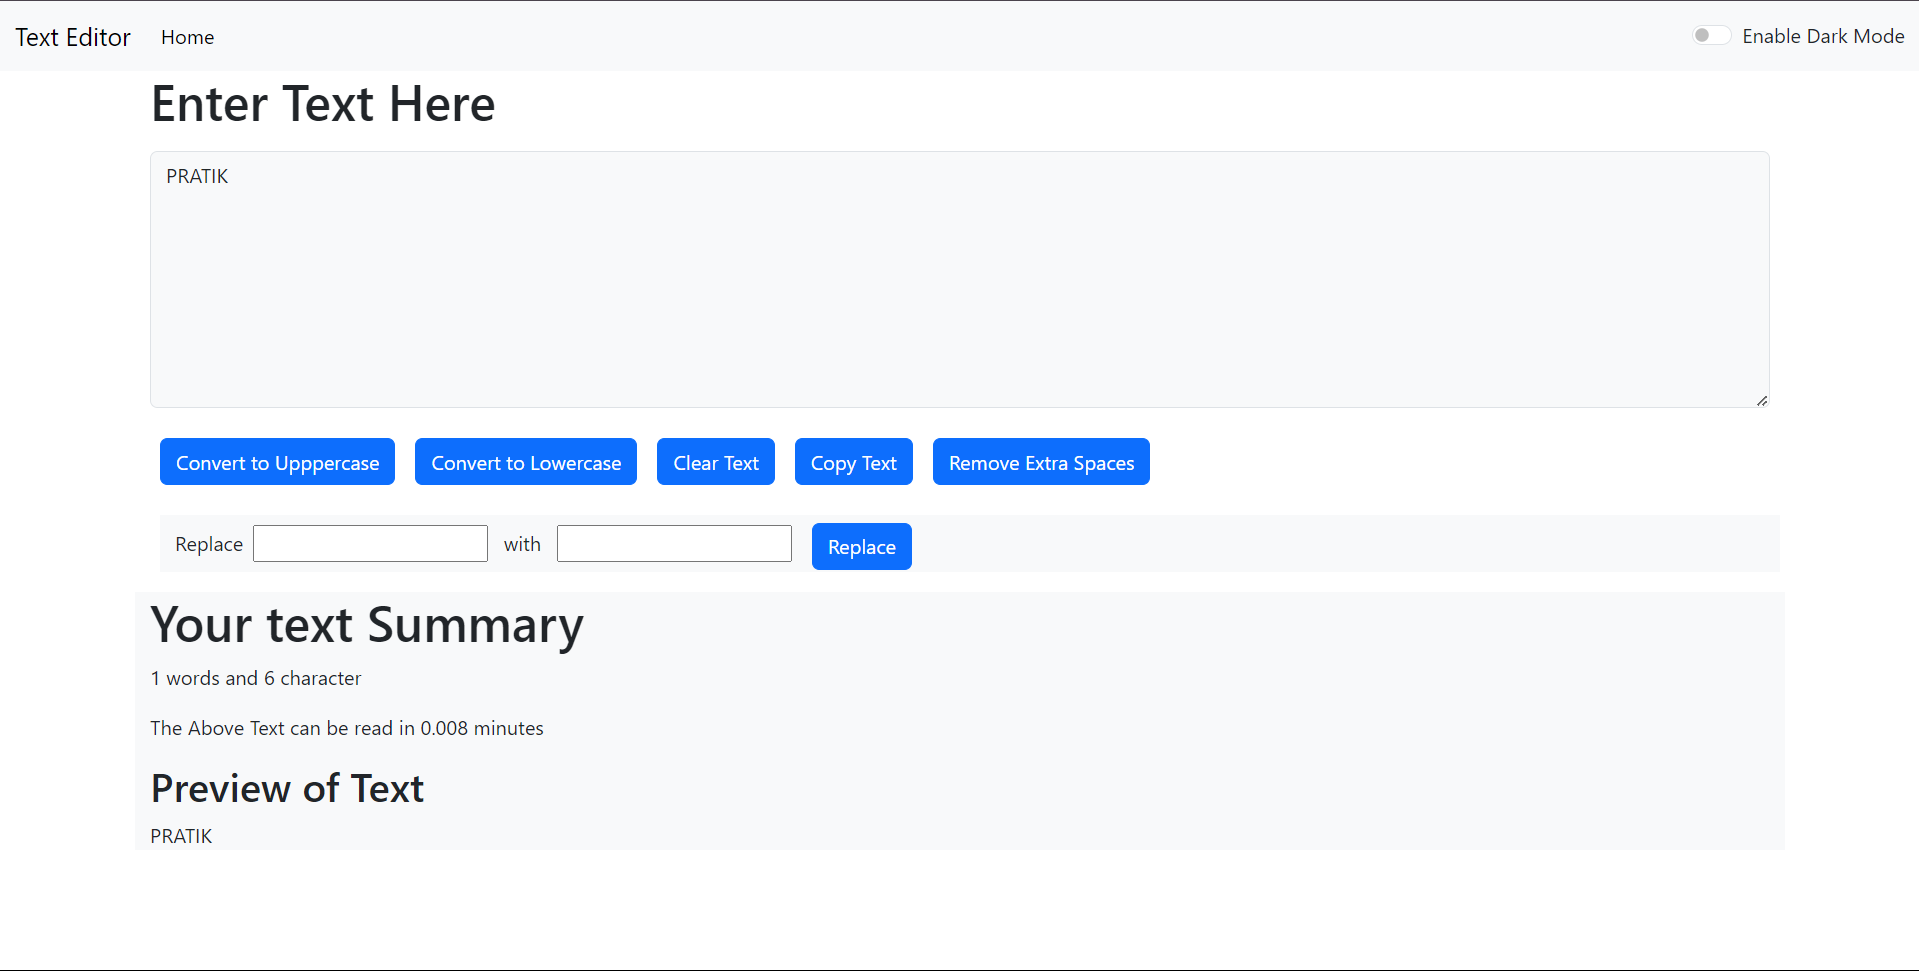 Text Editor Home Enable Dark Mode
Enter Text Here
PRATIK
Convert to Upppercase Convert to Lowercase Clear Text Copy Text Remove Extra Spaces
Replace with Replace
Your text Summary
1 words and 6 character
The Above Text can be read in 0.008 minutes
Preview of Text
PRATIK